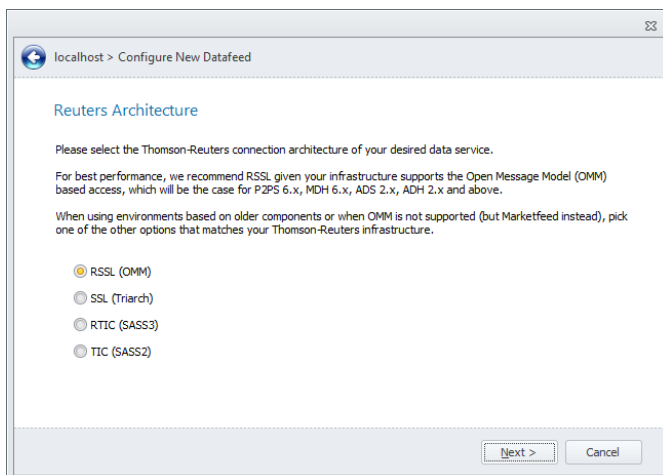 localhost > Configure New Datafeed
Reuters Architecture
Please select the Thomson-Reuters connection architecture of your desired data service.
For best performance, we recommend RSSL given your infrastructure supports the Open Message Model (OMM)
based access, which will be the case for P2PS 6.x, MDH 6.x, ADS 2.x, ADH 2.x and above.
When using environments based on older components or when OMM is not supported (but Marketfeed instead), pick
one of the other options that matches your Thomson-Reuters infrastructure.
RSSL (OMM)
SSL (Triarch)
RTIC (SASS3)
TIC (SASS2)
Next >
Cancel